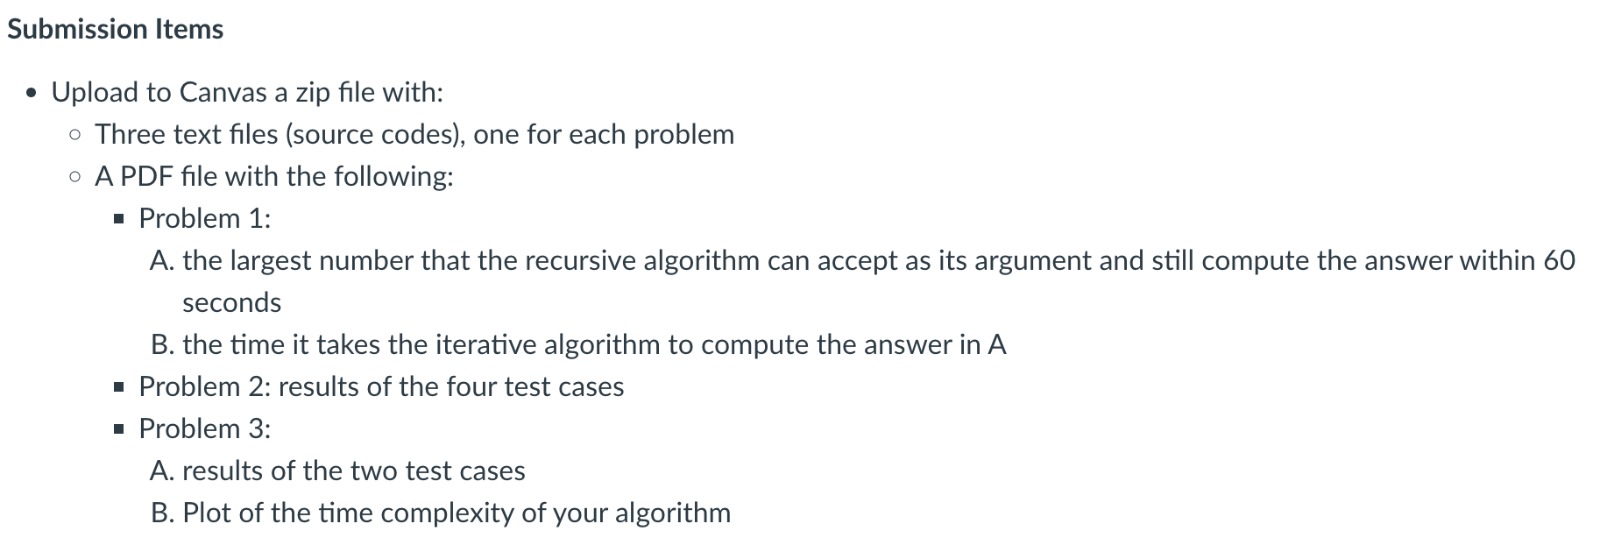 Submission Items
• Upload to Canvas a zip file with:
○ Three text files (source codes), one for each problem
○ A PDF file with the following:
▪ Problem 1:
A. the largest number that the recursive algorithm can accept as its argument and still compute the answer within 60
seconds
B. the time it takes the iterative algorithm to compute the answer in A
▪ Problem 2: results of the four test cases
▪ Problem 3:
A. results of the two test cases
B. Plot of the time complexity of your algorithm